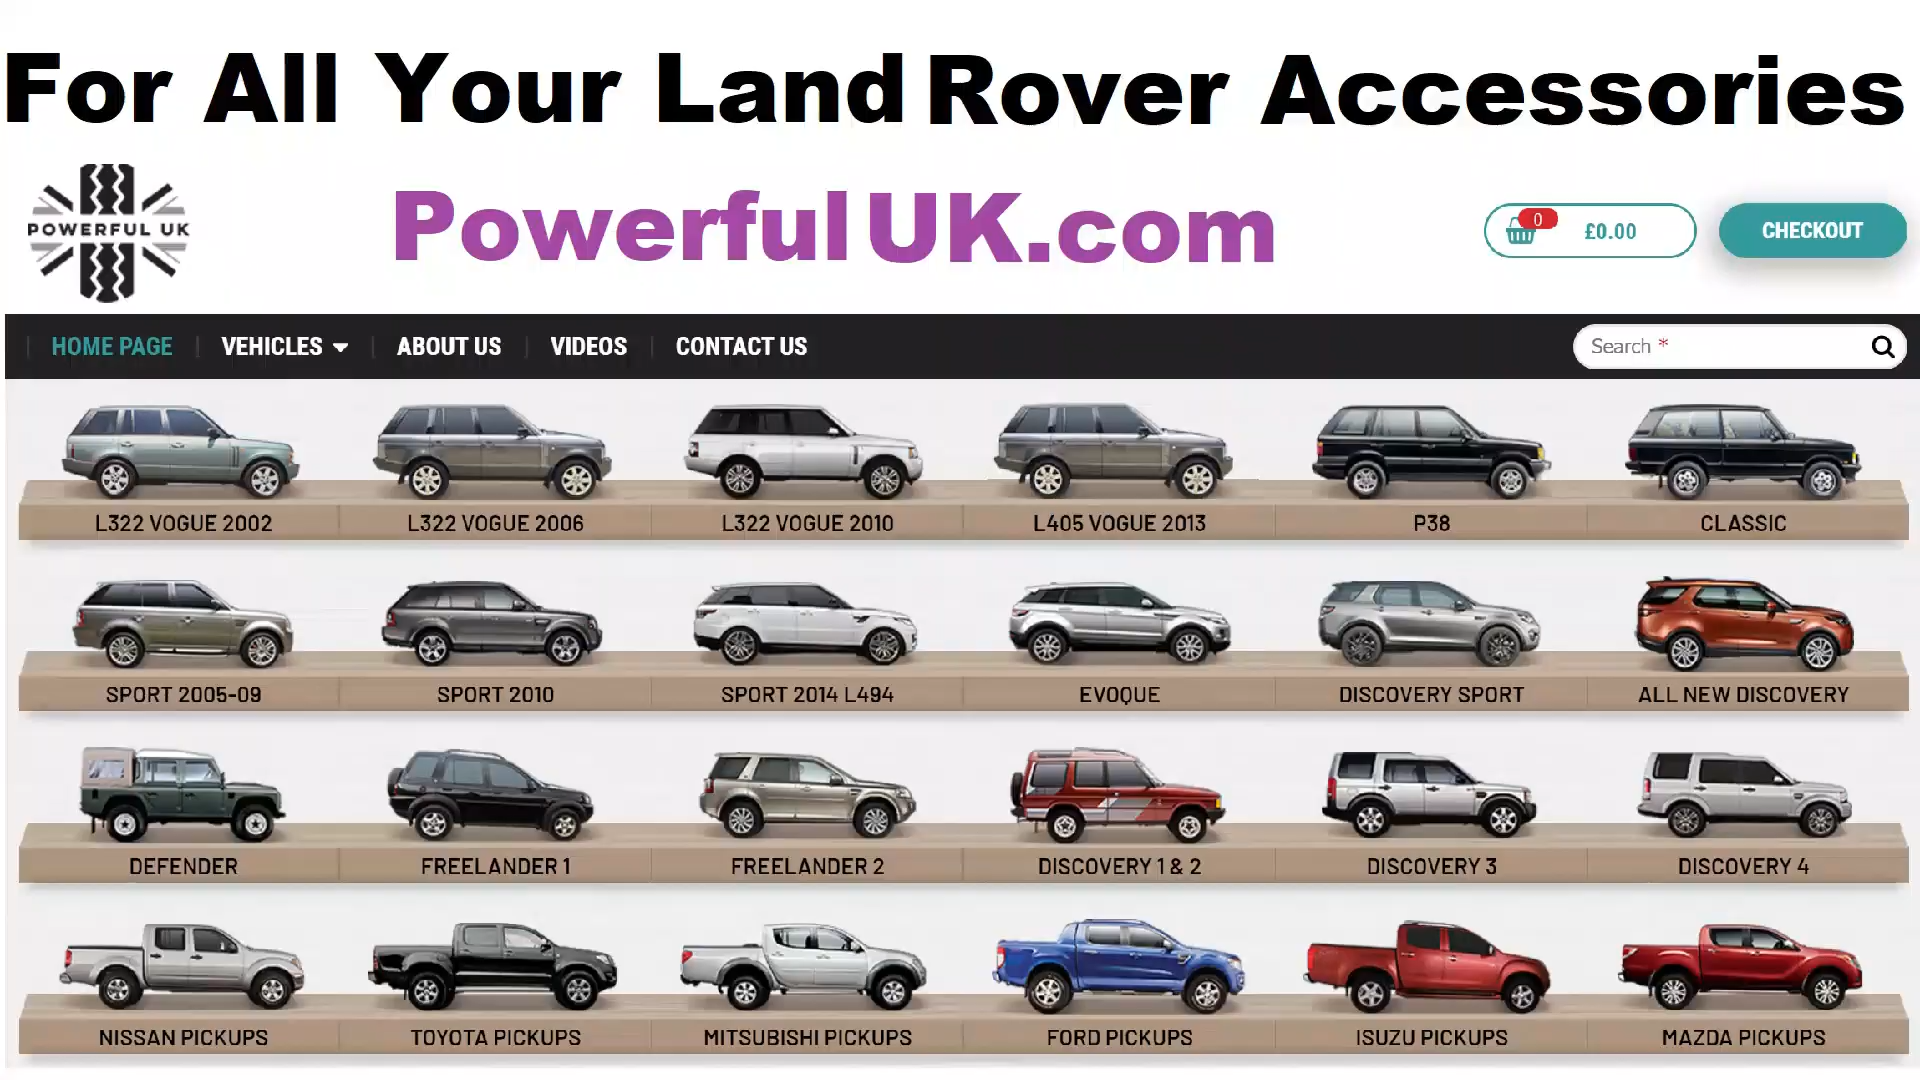 For All Your Land Rover Accessories
POWERFUL UK
PowerfulUK.com
0
£0.00
CHECKOUT
HOME PAGE
VEHICLES
ABOUT US
VIDEOS
CONTACT US
Search *
L322 VOGUE 2002
L322 VOGUE 2006
L322 VOGUE 2010
L405 VOGUE 2013
P38
CLASSIC
SPORT 2005-09
SPORT 2010
SPORT 2014 L494
EVOQUE
DISCOVERY SPORT
ALL NEW DISCOVERY
DEFENDER
FREELANDER 1
FREELANDER 2
DISCOVERY 1 & 2
DISCOVERY 3
DISCOVERY 4
NISSAN PICKUPS
TOYOTA PICKUPS
MITSUBISHI PICKUPS
FORD PICKUPS
ISUZU PICKUPS
MAZDA PICKUPS